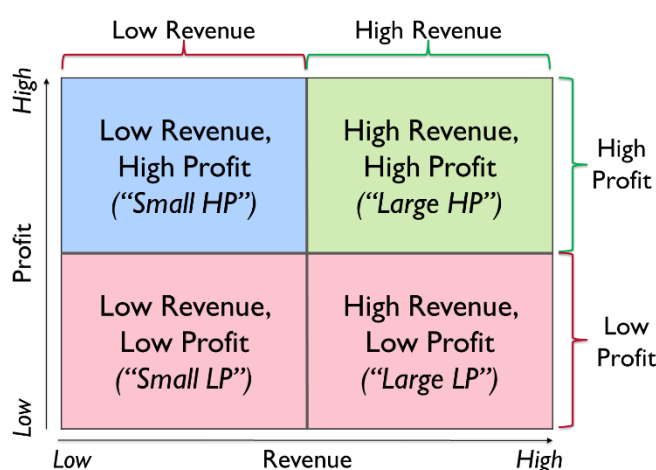 Low Revenue
High Revenue
High
Low Revenue,
High Profit
(“Small HP”)
High Revenue,
High Profit
(“Large HP”)
High
Profit
Profit
Low Revenue,
Low Profit
(“Small LP”)
High Revenue,
Low Profit
(“Large LP”)
Low
Profit
Low
Low
Revenue
High